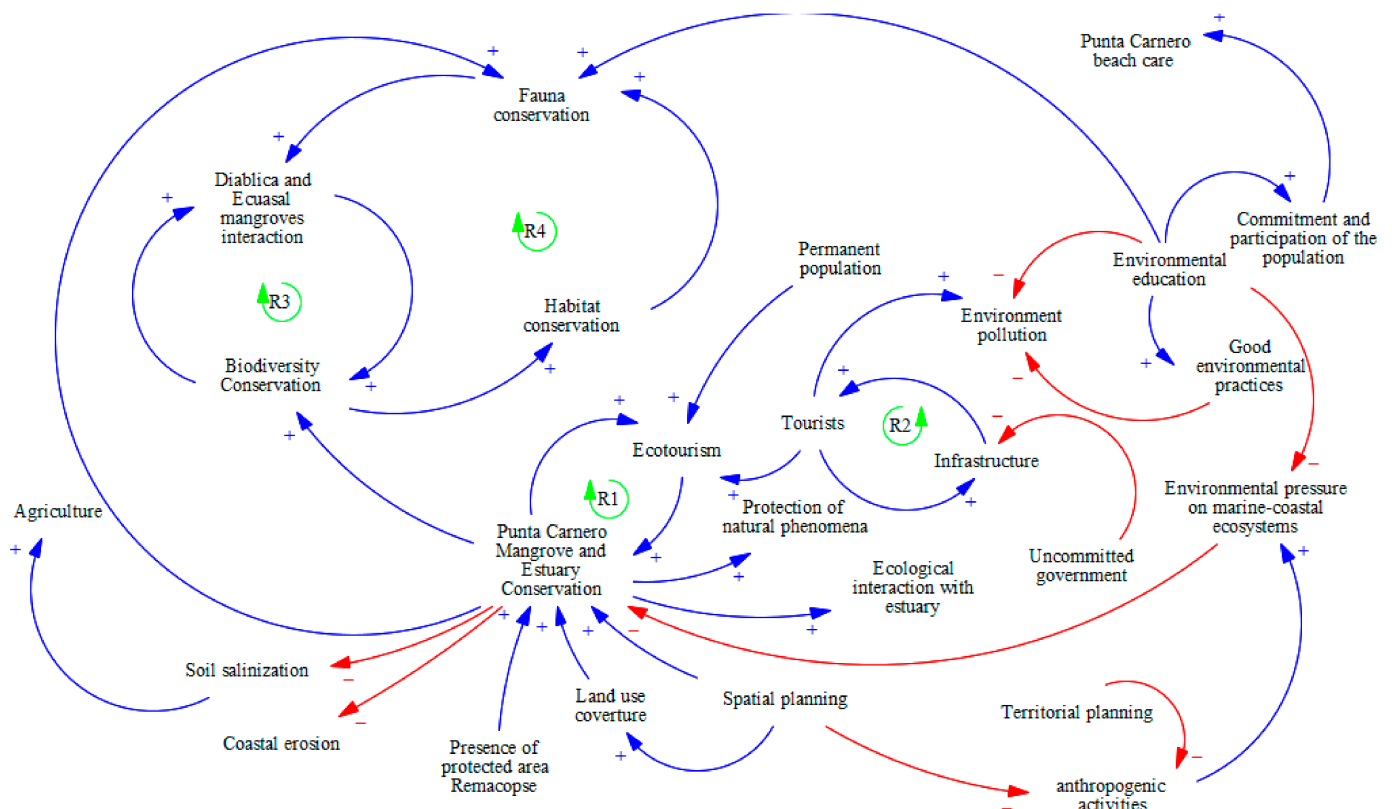 Punta Carnero
beach care
Fauna
conservation
Diablica and
Ecuasal
mangroves
interaction
R4
Commitment and
participation of the
population
Permanent
population
Environmental
education
R3
Habitat
conservation
Environment
pollution
Good
environmental
practices
Biodiversity
Conservation
Tourists
R2
Ecotourism
Infrastructure
R1
Environmental pressure
on marine-coastal
ecosystems
Agriculture
Protection of
natural phenomena
Punta Carnero
Mangrove and
Estuary
Conservation
Ecological
interaction with
estuary
Uncommitted
government
Soil salinization
Land use
coverture
Spatial planning
Territorial planning
Coastal erosion
Presence of
protected area
Remacopse
anthropogenic
activities